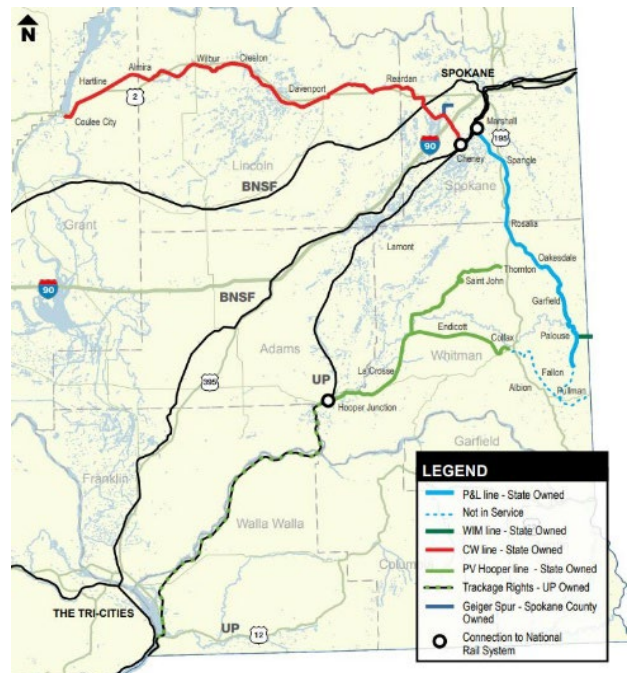 N
SPOKANE
Almira
Wilbur
Creston
Hartline
Davenport
Reardan
2
Coulee City
90
Marshall
195
Cheney
Spangle
Lincoln
BNSF
Spokane
Grant
Rosalia
Lamont
Oakesdale
Thornton
90
Saint John
BNSF
Garfield
Endicott
Colfax
Palouse
Adams
Whitman
UP
La Crosse
Fallon
395
Albion
Pullman
Hooper Junction
Garfield
Franklin
Walla Walla
Colum
THE TRI-CITIES
UP
12
LEGEND
P&L line - State Owned
Not in Service
WIM line - State Owned
CW line - State Owned
PV Hooper line - State Owned
Trackage Rights - UP Owned
Geiger Spur - Spokane County
Owned
Connection to National
Rail System